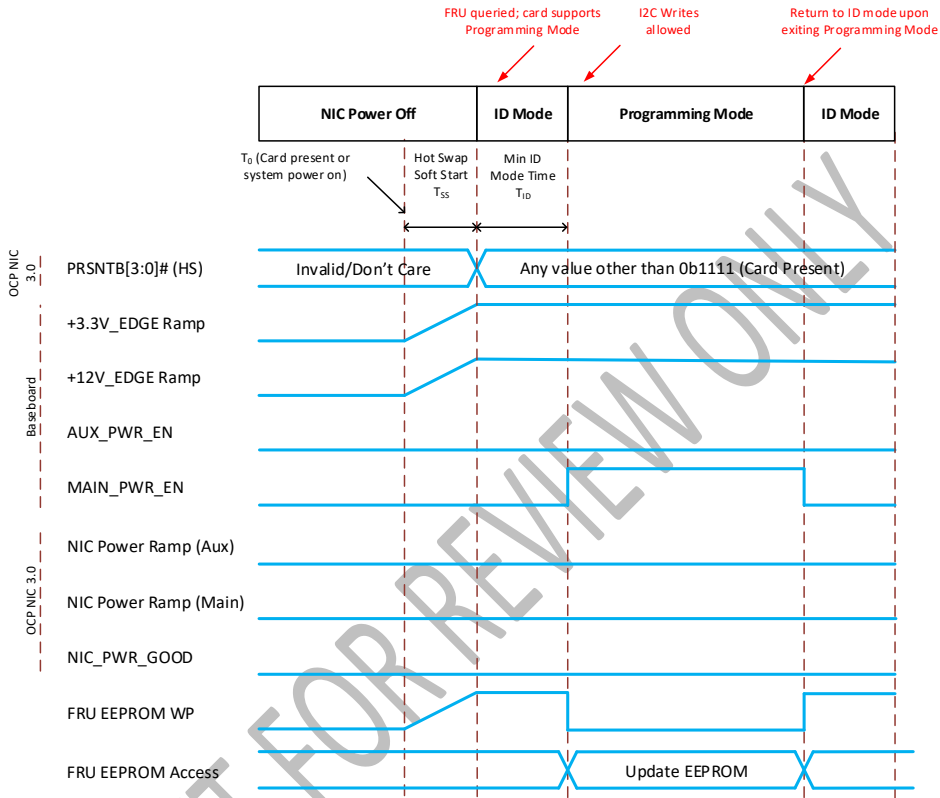 FRU queried; card supports
Programming Mode
I2C Writes
allowed
Return to ID mode upon
exiting Programming Mode
NIC Power Off
ID Mode
Programming Mode
ID Mode
T0 (Card present or
system power on)
Hot Swap
Soft Start
TSS
Min ID
Mode Time
TID
OCP NIC
3.0
PRSNTB[3:0]# (HS)
Invalid/Don't Care
Any value other than 0b1111 (Card Present)
Baseboard
+3.3V_EDGE Ramp
+12V_EDGE Ramp
AUX_PWR_EN
MAIN_PWR_EN
OCP NIC 3.0
NIC Power Ramp (Aux)
NIC Power Ramp (Main)
NIC_PWR_GOOD
FRU EEPROM WP
FRU EEPROM Access
Update EEPROM
FOR REVIEW ONLY